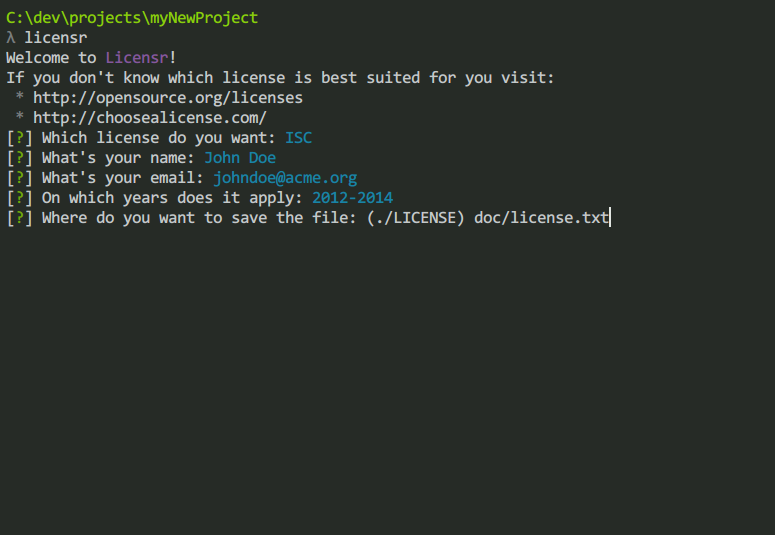 C:\dev\projects\myNewProject
λ licensr
Welcome to Licensr!
If you don't know which license is best suited for you visit:
 * http://opensource.org/licenses
 * http://choosealicense.com/
[?] Which license do you want: ISC
[?] What's your name: John Doe
[?] What's your email: johndoe@acme.org
[?] On which years does it apply: 2012-2014
[?] Where do you want to save the file: (./LICENSE) doc/license.txt